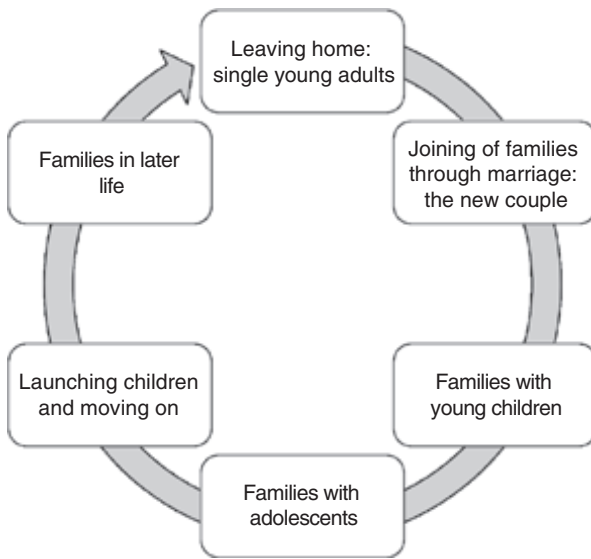 Leaving home:
single young adults
Joining of families
through marriage:
the new couple
Families with
young children
Families with
adolescents
Launching children
and moving on
Families in later
life